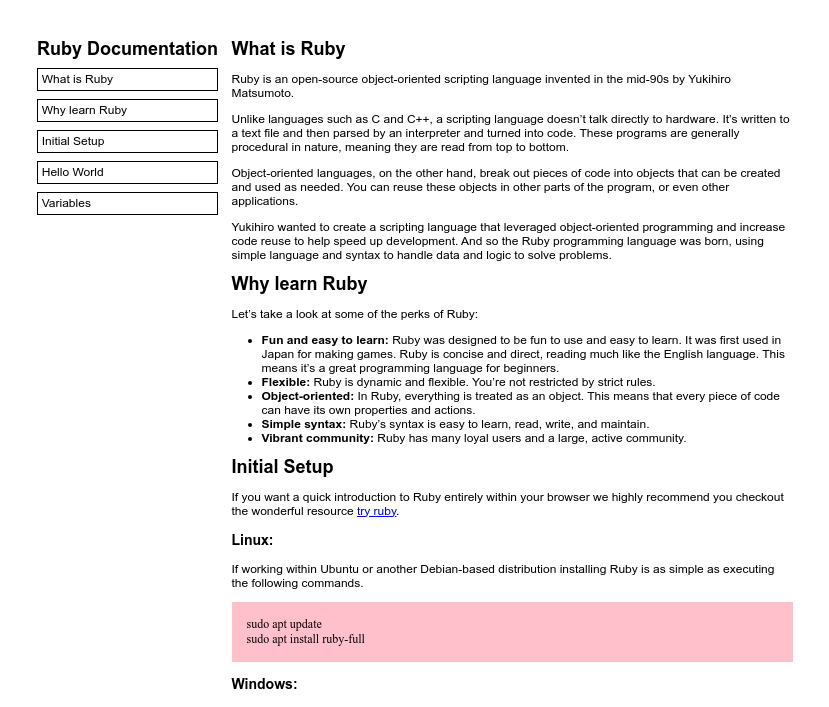 Ruby Documentation
What is Ruby
Why learn Ruby
Initial Setup
Hello World
Variables
What is Ruby
Ruby is an open-source object-oriented scripting language invented in the mid-90s by Yukihiro
Matsumoto.
Unlike languages such as C and C++, a scripting language doesn’t talk directly to hardware. It’s written to
a text file and then parsed by an interpreter and turned into code. These programs are generally
procedural in nature, meaning they are read from top to bottom.
Object-oriented languages, on the other hand, break out pieces of code into objects that can be created
and used as needed. You can reuse these objects in other parts of the program, or even other
applications.
Yukihiro wanted to create a scripting language that leveraged object-oriented programming and increase
code reuse to help speed up development. And so the Ruby programming language was born, using
simple language and syntax to handle data and logic to solve problems.
Why learn Ruby
Let’s take a look at some of the perks of Ruby:
• Fun and easy to learn: Ruby was designed to be fun to use and easy to learn. It was first used in
Japan for making games. Ruby is concise and direct, reading much like the English language. This
means it’s a great programming language for beginners.
• Flexible: Ruby is dynamic and flexible. You’re not restricted by strict rules.
• Object-oriented: In Ruby, everything is treated as an object. This means that every piece of code
can have its own properties and actions.
• Simple syntax: Ruby’s syntax is easy to learn, read, write, and maintain.
• Vibrant community: Ruby has many loyal users and a large, active community.
Initial Setup
If you want a quick introduction to Ruby entirely within your browser we highly recommend you checkout
the wonderful resource try ruby.
Linux:
If working within Ubuntu or another Debian-based distribution installing Ruby is as simple as executing
the following commands.
sudo apt update
sudo apt install ruby-full
Windows: